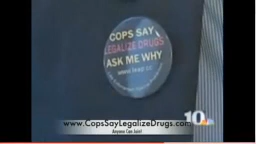 COPS SAY
LEGALIZE DRUGS
ASK ME WHY
www.CopsSayLegalizeDrugs.com
Anyone Can Join!
10